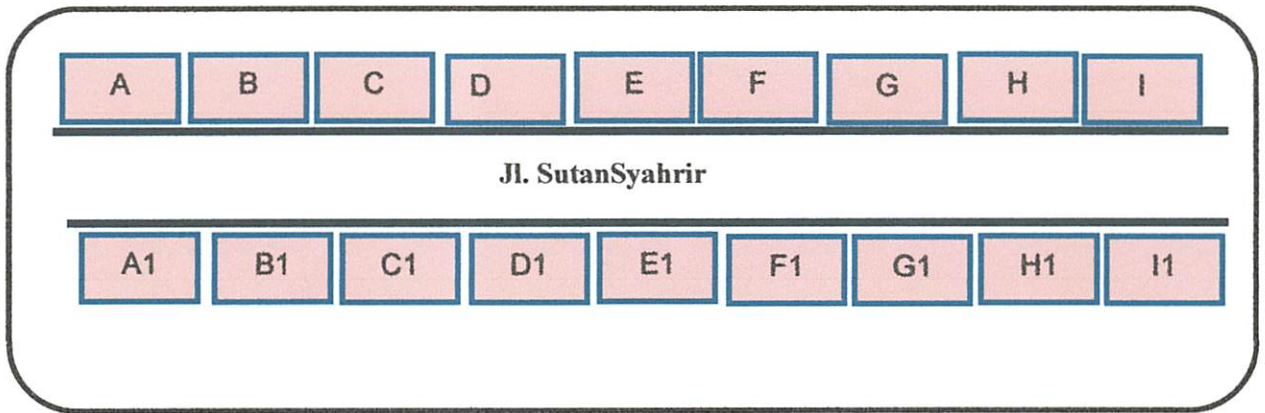 A B C D E F G H I
Jl. SutanSyahrir
A1 B1 C1 D1 E1 F1 G1 H1 I1